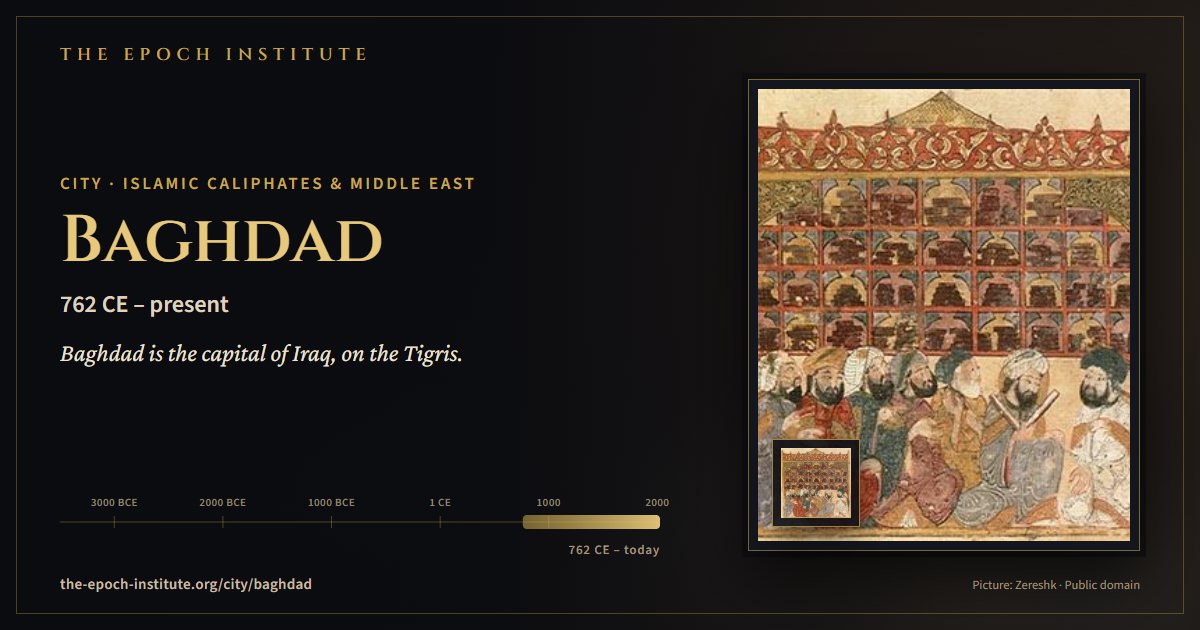 THE EPOCH INSTITUTE
CITY · ISLAMIC CALIPHATES & MIDDLE EAST
BAGHDAD
762 CE – present
Baghdad is the capital of Iraq, on the Tigris.
3000 BCE 2000 BCE 1000 BCE 1 CE 1000 2000
762 CE – today
the-epoch-institute.org/city/baghdad
Picture: Zereshk · Public domain